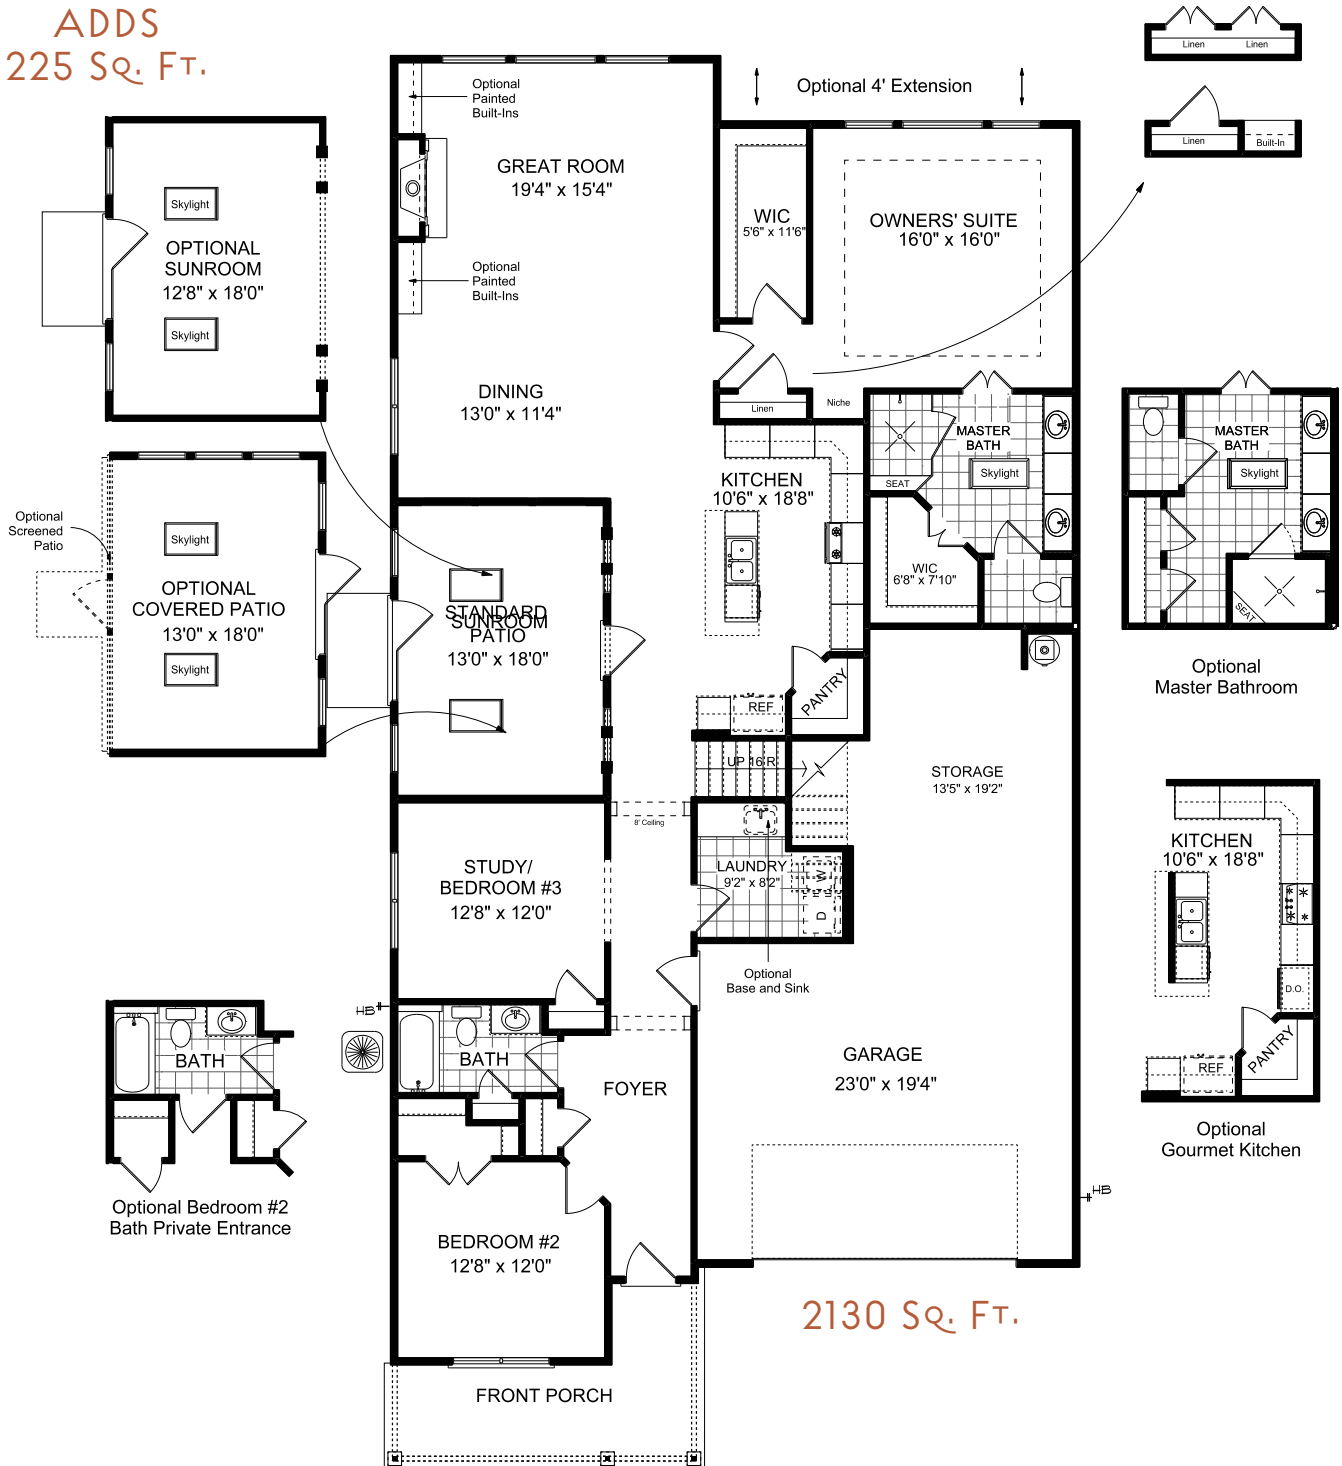 ADDS
225 SQ. FT.
Linen
Linen
Linen
Built-In
Optional 4' Extension
Optional
Painted
Built-Ins
GREAT ROOM
19'4" x 15'4"
WIC
5'6" x 11'6"
OWNERS' SUITE
16'0" x 16'0"
Skylight
OPTIONAL
SUNROOM
12'8" x 18'0"
Skylight
Optional
Painted
Built-Ins
DINING
13'0" x 11'4"
Linen
Niche
MASTER
BATH
Skylight
SEAT
KITCHEN
10'6" x 18'8"
MASTER
BATH
Skylight
SEAT
Optional
Master Bathroom
Optional
Screened
Patio
Skylight
OPTIONAL
COVERED PATIO
13'0" x 18'0"
Skylight
STANDARD
SUNROOM
PATIO
13'0" x 18'0"
WIC
6'8" x 7'10"
PANTRY
REF
UP 16 R
STORAGE
13'5" x 19'2"
8' Ceiling
STUDY/
BEDROOM #3
12'8" x 12'0"
LAUNDRY
9'2" x 8'2"
W
D
Optional
Base and Sink
KITCHEN
10'6" x 18'8"
D.O.
PANTRY
REF
Optional
Gourmet Kitchen
HB
BATH
BATH
FOYER
GARAGE
23'0" x 19'4"
Optional Bedroom #2
Bath Private Entrance
HB
BEDROOM #2
12'8" x 12'0"
2130 SQ. FT.
FRONT PORCH